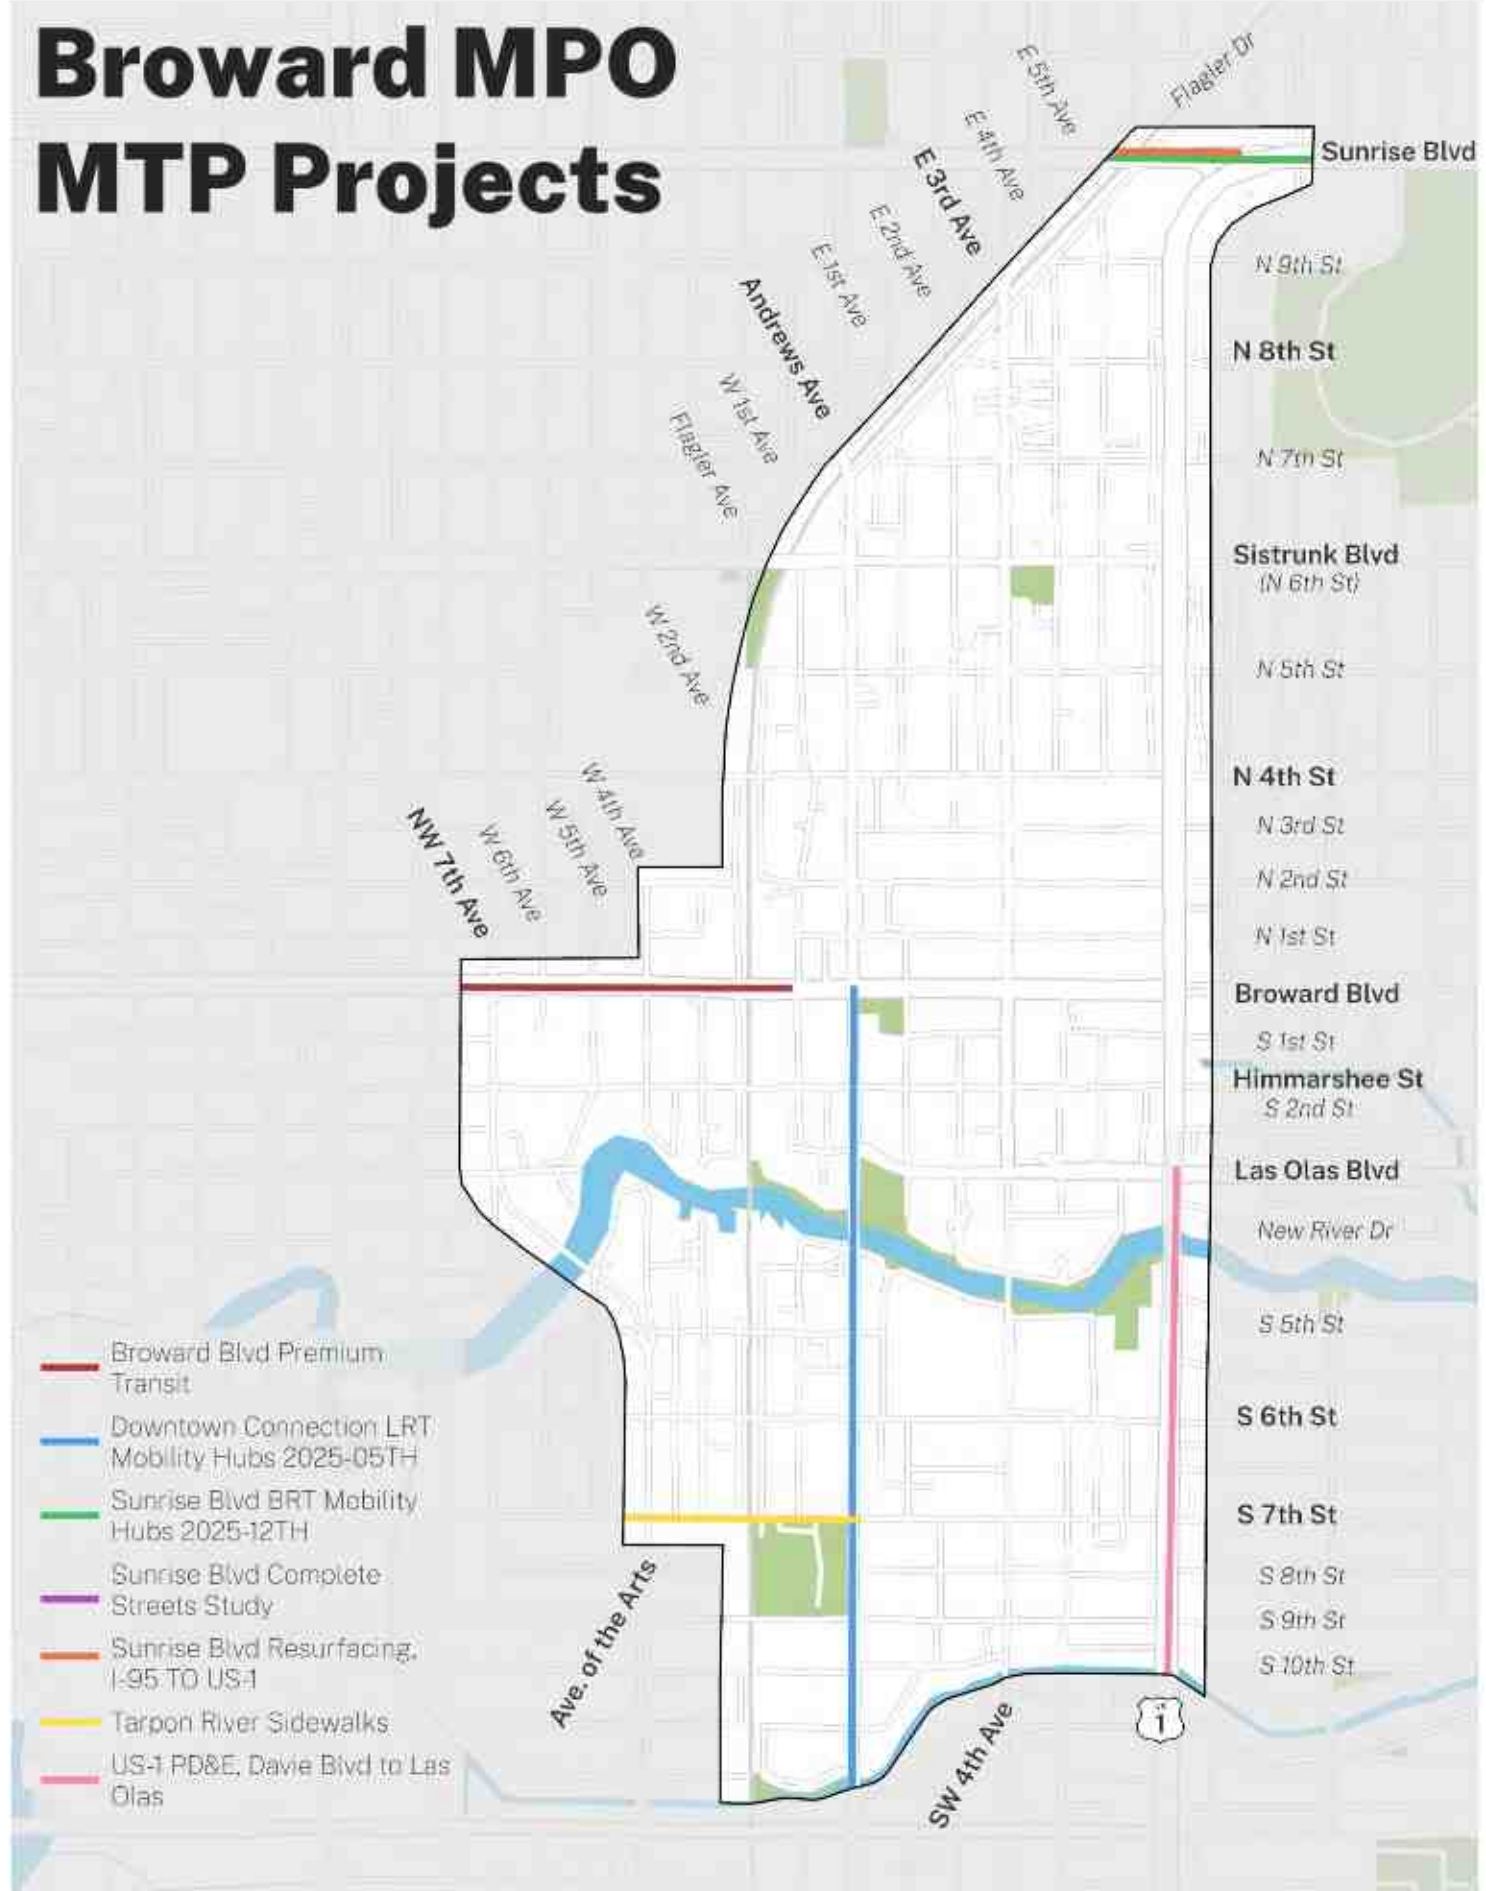 Broward MPO
MTP Projects
E 5th Ave
Flagler Dr
E 4th Ave
E 3rd Ave
E 2nd Ave
E 1st Ave
Andrews Ave
W 1st Ave
Flagler Ave
W 2nd Ave
W 4th Ave
W 5th Ave
W 6th Ave
NW 7th Ave
Sunrise Blvd
N 9th St
N 8th St
N 7th St
Sistrunk Blvd
(N 6th St)
N 5th St
N 4th St
N 3rd St
N 2nd St
N 1st St
Broward Blvd
S 1st St
Himmarshee St
S 2nd St
Las Olas Blvd
New River Dr
S 5th St
S 6th St
S 7th St
S 8th St
S 9th St
S 10th St
Ave. of the Arts
SW 4th Ave
1
Broward Blvd Premium
Transit
Downtown Connection LRT
Mobility Hubs 2025-05TH
Sunrise Blvd BRT Mobility
Hubs 2025-12TH
Sunrise Blvd Complete
Streets Study
Sunrise Blvd Resurfacing,
I-95 TO US-1
Tarpon River Sidewalks
US-1 PD&E, Davie Blvd to Las
Olas